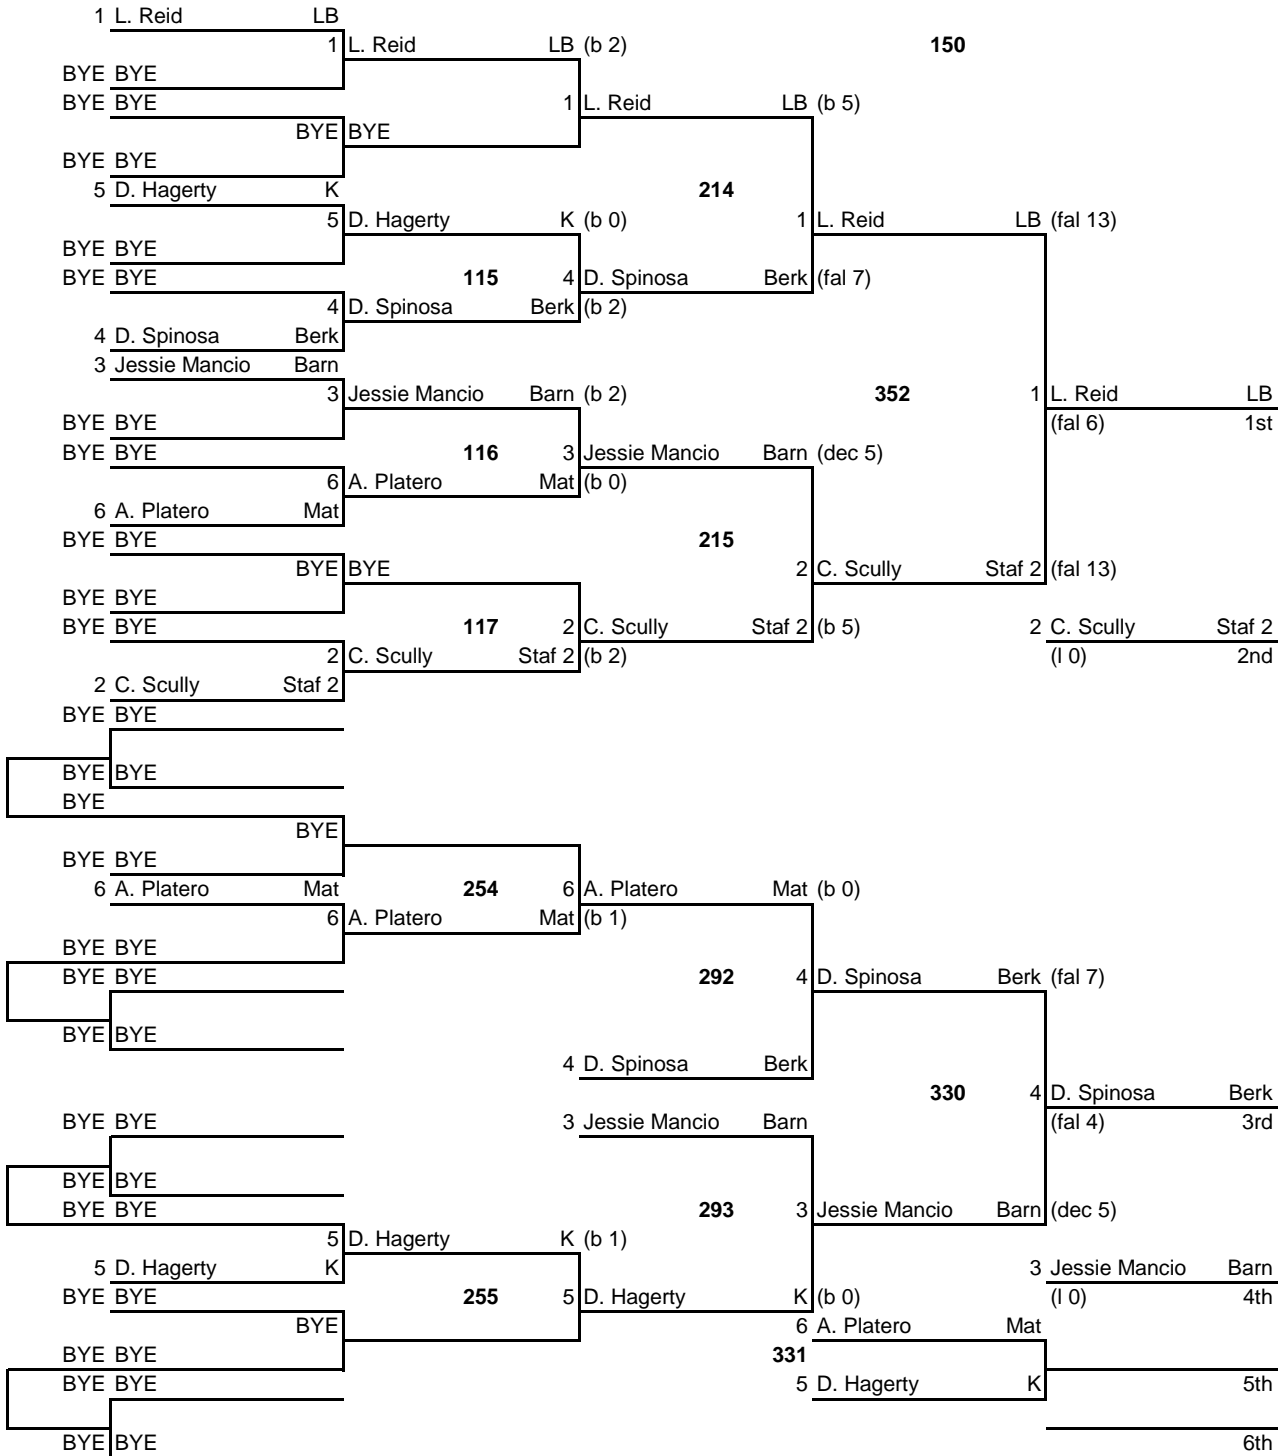 1 L. Reid LB
1 L. Reid LB (b 2) 150
BYE BYE
BYE BYE 1 L. Reid LB (b 5)
BYE BYE
BYE BYE
5 D. Hagerty K 214
5 D. Hagerty K (b 0) 1 L. Reid LB (fal 13)
BYE BYE
BYE BYE 115 4 D. Spinosa Berk (fal 7)
4 D. Spinosa Berk (b 2)
4 D. Spinosa Berk
3 Jessie Mancio Barn
3 Jessie Mancio Barn (b 2) 352 1 L. Reid LB
BYE BYE (fal 6) 1st
BYE BYE 116 3 Jessie Mancio Barn (dec 5)
6 A. Platero Mat (b 0)
6 A. Platero Mat
BYE BYE 215
BYE BYE 2 C. Scully Staf 2 (fal 13)
BYE BYE
BYE BYE 117 2 C. Scully Staf 2 (b 5) 2 C. Scully Staf 2
2 C. Scully Staf 2 (b 2) (l 0) 2nd
2 C. Scully Staf 2
BYE BYE
BYE BYE
BYE
BYE
BYE BYE
6 A. Platero Mat 254 6 A. Platero Mat (b 0)
6 A. Platero Mat (b 1)
BYE BYE
BYE BYE 292 4 D. Spinosa Berk (fal 7)
BYE BYE
4 D. Spinosa Berk
330 4 D. Spinosa Berk
BYE BYE 3 Jessie Mancio Barn (fal 4) 3rd
BYE BYE
BYE BYE 293 3 Jessie Mancio Barn (dec 5)
5 D. Hagerty K (b 1)
5 D. Hagerty K 3 Jessie Mancio Barn
BYE BYE 255 5 D. Hagerty K (b 0) (l 0) 4th
BYE 6 A. Platero Mat
BYE BYE 331
BYE BYE 5 D. Hagerty K 5th
BYE BYE 6th